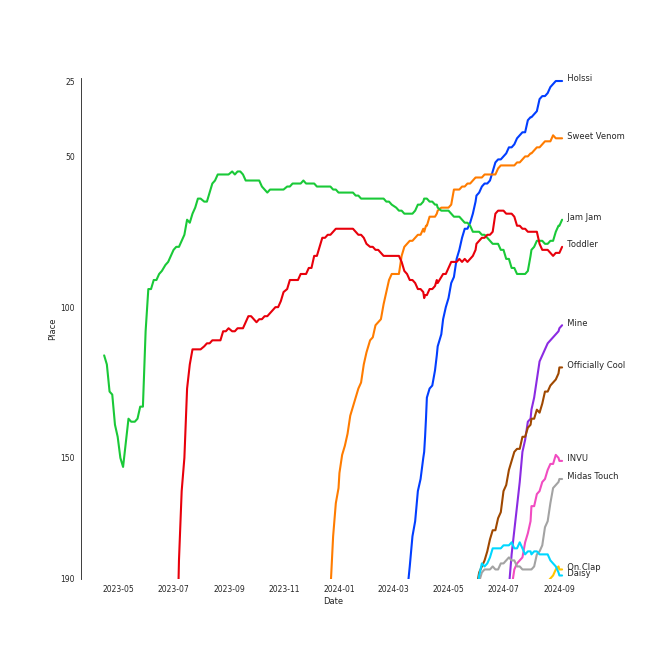 25
Holssi
Sweet Venom
50
Jam Jam
Toddler
100
Mine
Place
Officially Cool
150
INVU
Midas Touch
On Clap
Daisy
190
2023-05 2023-07 2023-09 2023-11 2024-01 2024-03 2024-05 2024-07 2024-09
Date